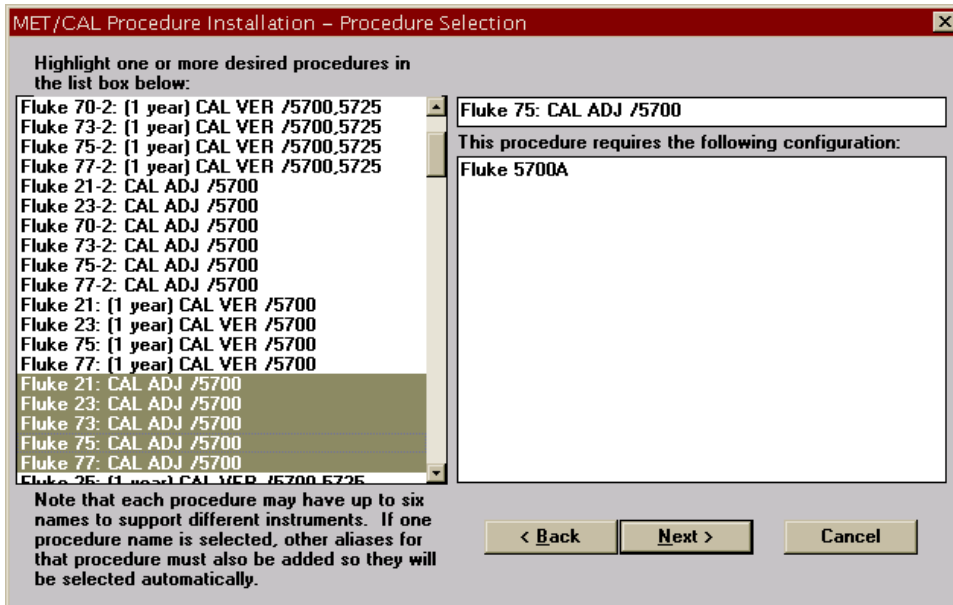 MET/CAL Procedure Installation – Procedure Selection
Highlight one or more desired procedures in
the list box below:
Fluke 70-2: (1 year) CAL VER /5700,5725
Fluke 73-2: (1 year) CAL VER /5700,5725
Fluke 75-2: (1 year) CAL VER /5700,5725
Fluke 77-2: (1 year) CAL VER /5700,5725
Fluke 21-2: CAL ADJ /5700
Fluke 23-2: CAL ADJ /5700
Fluke 70-2: CAL ADJ /5700
Fluke 73-2: CAL ADJ /5700
Fluke 75-2: CAL ADJ /5700
Fluke 77-2: CAL ADJ /5700
Fluke 21: (1 year) CAL VER /5700
Fluke 23: (1 year) CAL VER /5700
Fluke 75: (1 year) CAL VER /5700
Fluke 77: (1 year) CAL VER /5700
Fluke 21: CAL ADJ /5700
Fluke 23: CAL ADJ /5700
Fluke 73: CAL ADJ /5700
Fluke 75: CAL ADJ /5700
Fluke 77: CAL ADJ /5700
Fluke 25: (1 year) CAL VER /5700,5725
Note that each procedure may have up to six
names to support different instruments. If one
procedure name is selected, other aliases for
that procedure must also be added so they will
be selected automatically.
Fluke 75: CAL ADJ /5700
This procedure requires the following configuration:
Fluke 5700A
< Back
Next >
Cancel